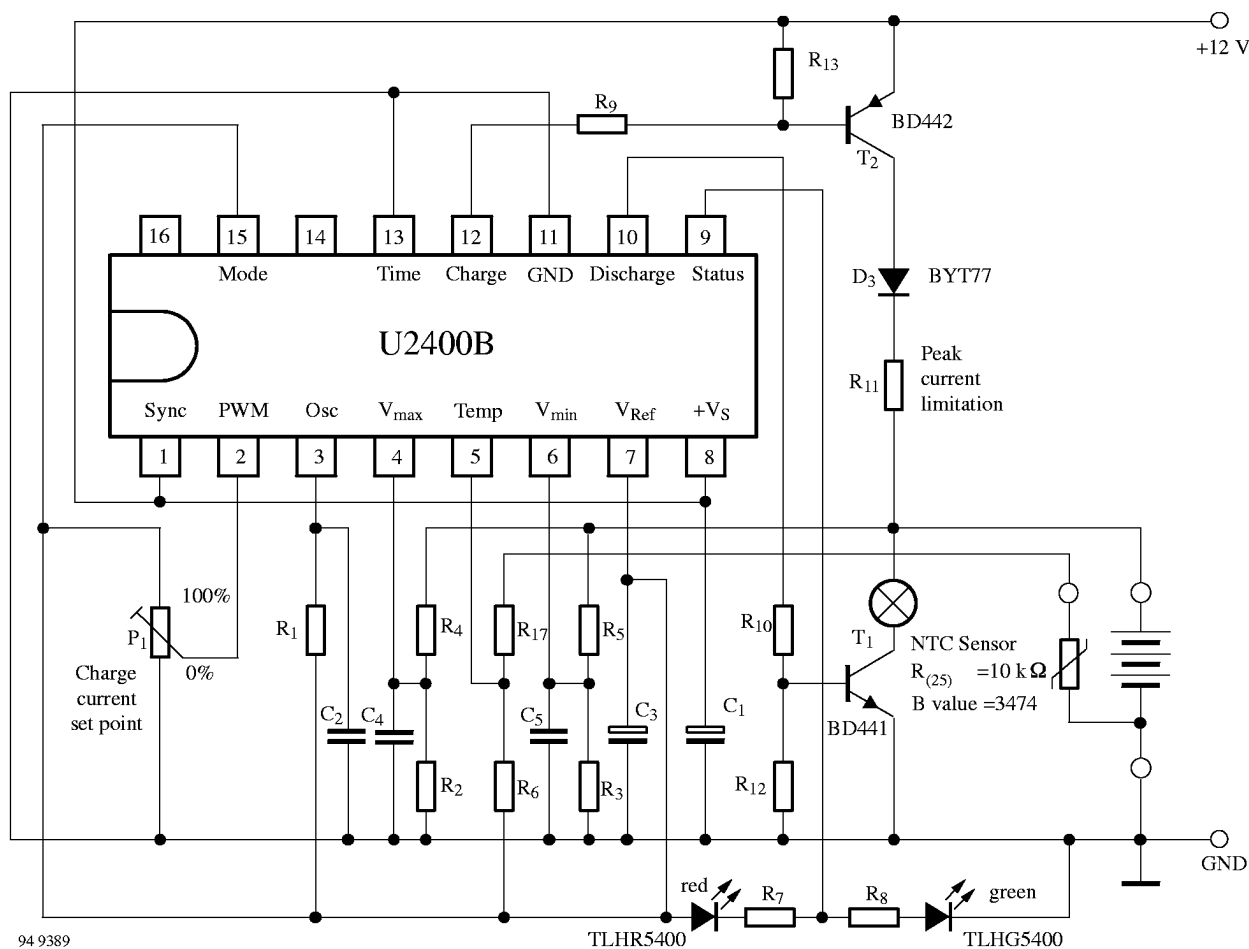 +12 V
R13
R9
BD442
T2
16
15
14
13
12
11
10
9
Mode
Time
Charge
GND
Discharge
Status
D3
BYT77
U2400B
R11
Peak
current
limitation
Sync
PWM
Osc
Vmax
Temp
Vmin
VRef
+VS
1
2
3
4
5
6
7
8
100%
P1
0%
Charge
current
set point
R1
R4
R17
R5
R10
T1
NTC Sensor
R(25) =10 kΩ
B value =3474
BD441
C2
C4
C5
C3
C1
R2
R6
R3
R12
GND
red
R7
R8
green
TLHR5400
TLHG5400
94 9389